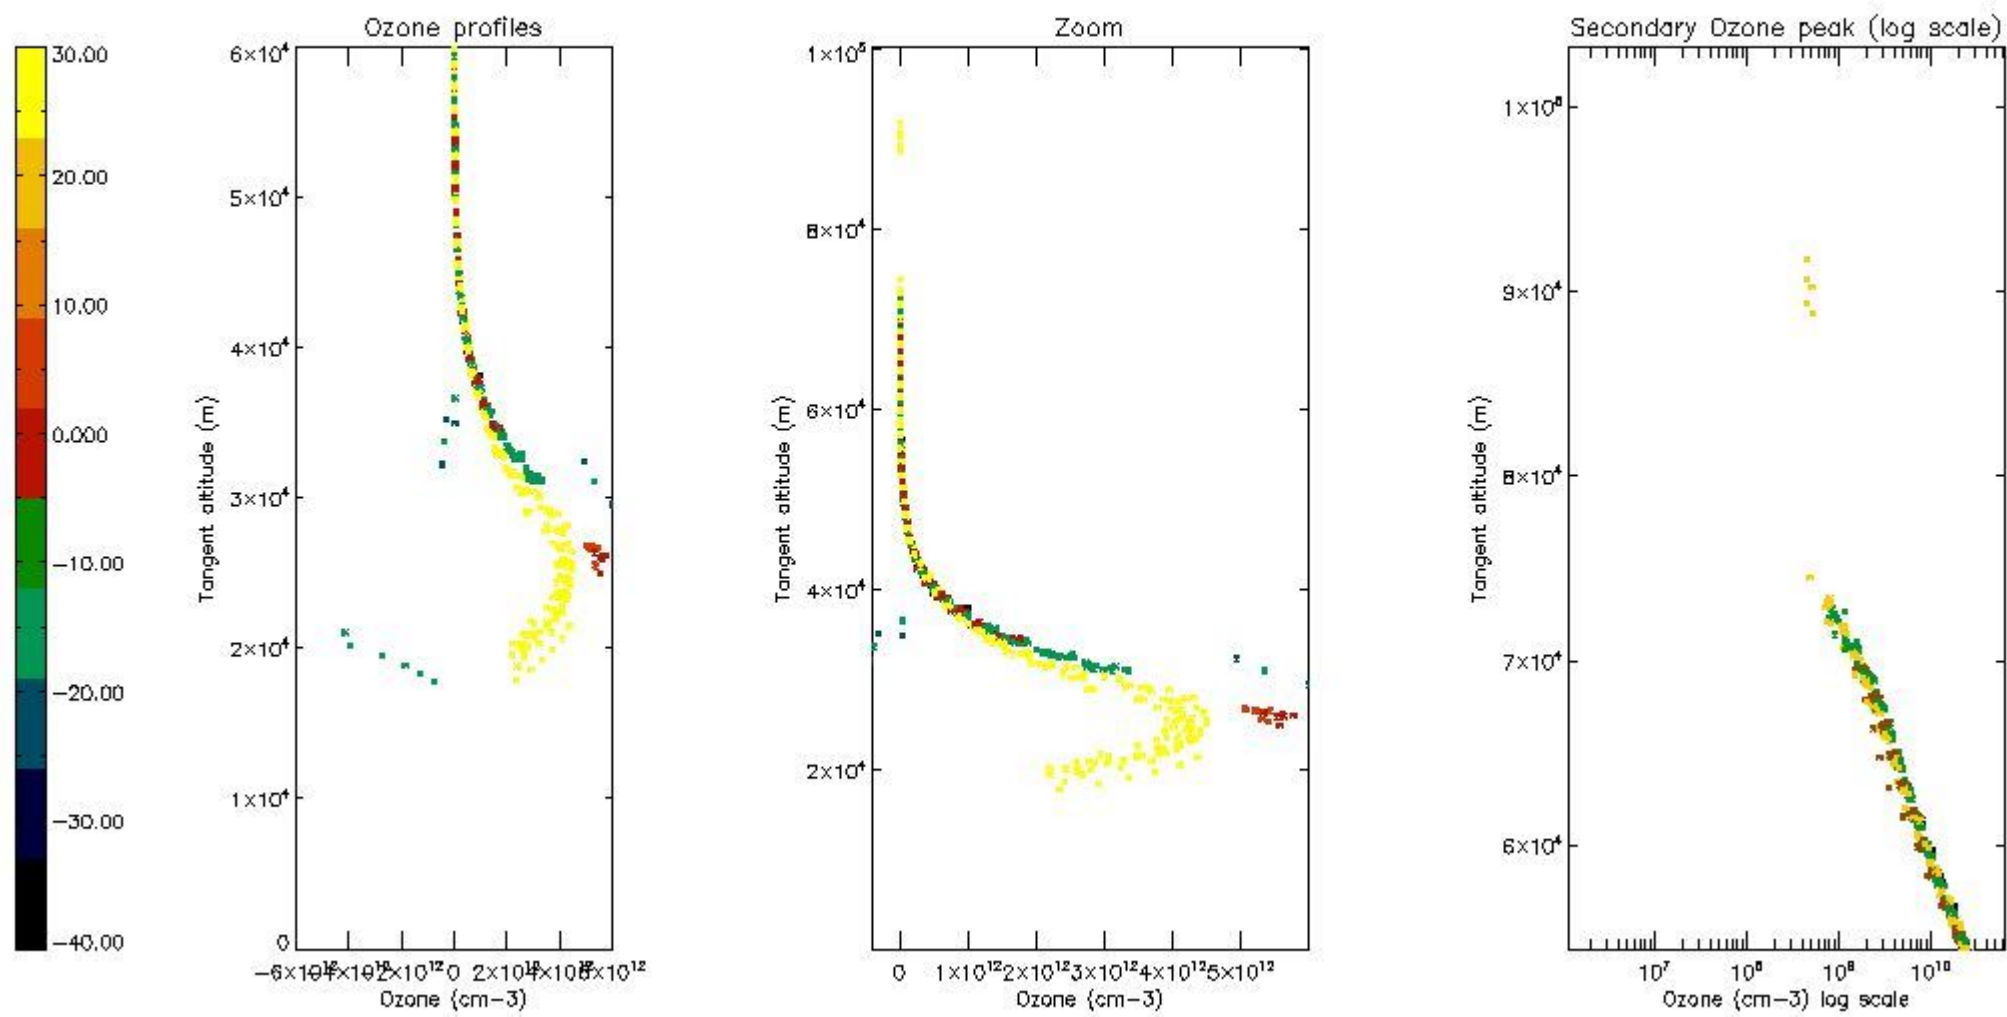 Ozone profiles
Zoom
Secondary Ozone peak (log scale)
30.00
20.00
10.00
0.000
−10.00
−20.00
−30.00
−40.00
6×10⁴
5×10⁴
4×10⁴
3×10⁴
2×10⁴
1×10⁴
0
Tangent altitude (m)
0
Ozone (cm−3)
1×10⁵
8×10⁴
6×10⁴
4×10⁴
2×10⁴
Tangent altitude (m)
0 1×10¹² 2×10¹² 3×10¹² 4×10¹² 5×10¹²
Ozone (cm−3)
9×10⁴
8×10⁴
7×10⁴
6×10⁴
Tangent altitude (m)
10⁷ 10⁸ 10⁹ 10¹⁰
Ozone (cm−3) log scale